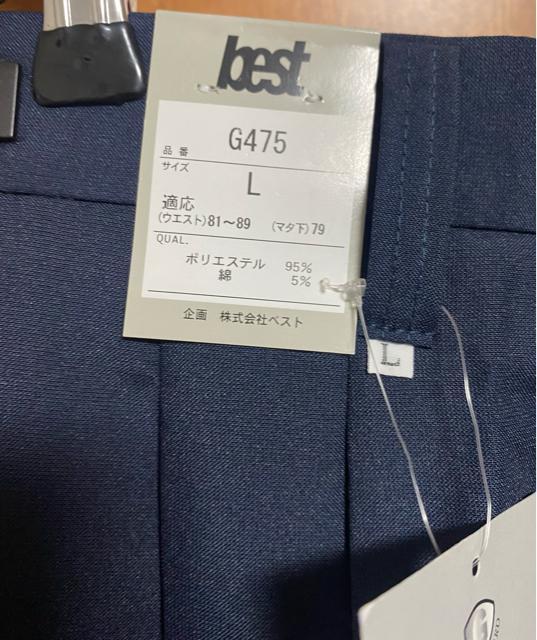 best
品番 G475
サイズ
L
適応
(ウエスト)81〜89 (マタ下)79
QUAL.
ポリエステル 95%
綿 5%
企画 株式会社ベスト
L